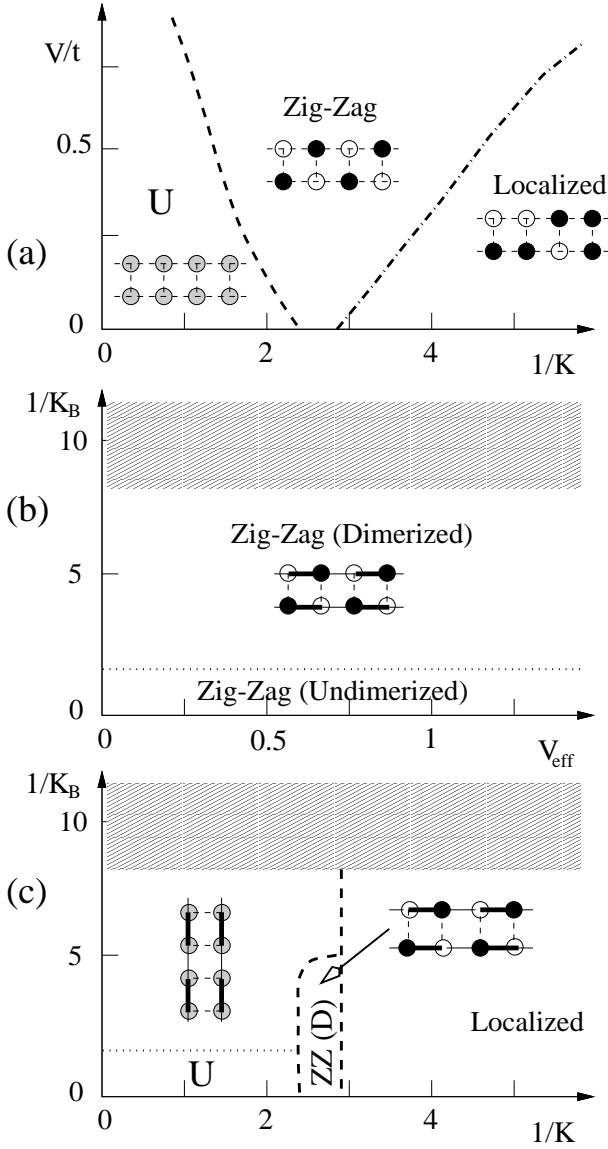 V/t
Zig-Zag
0.5
Localized
U
(a)
0
0 2 4 1/K
1/K_B
10
(b)
Zig-Zag (Dimerized)
5
Zig-Zag (Undimerized)
0
0 0.5 1 V_eff
1/K_B
10
(c)
5
ZZ (D)
Localized
U
0
0 2 4 1/K